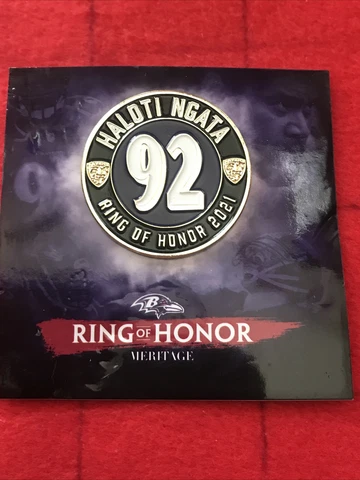 HALOTI NGATA
92
RING OF HONOR 2021
B
RING OF HONOR
MERITAGE